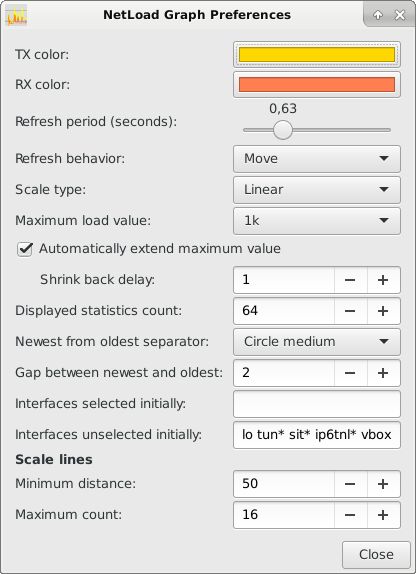 NetLoad Graph Preferences
TX color:
RX color:
0,63
Refresh period (seconds):
Refresh behavior: Move
Scale type: Linear
Maximum load value: 1k
Automatically extend maximum value
Shrink back delay: 1
Displayed statistics count: 64
Newest from oldest separator: Circle medium
Gap between newest and oldest: 2
Interfaces selected initially:
Interfaces unselected initially: lo tun* sit* ip6tnl* vbox
Scale lines
Minimum distance: 50
Maximum count: 16
Close